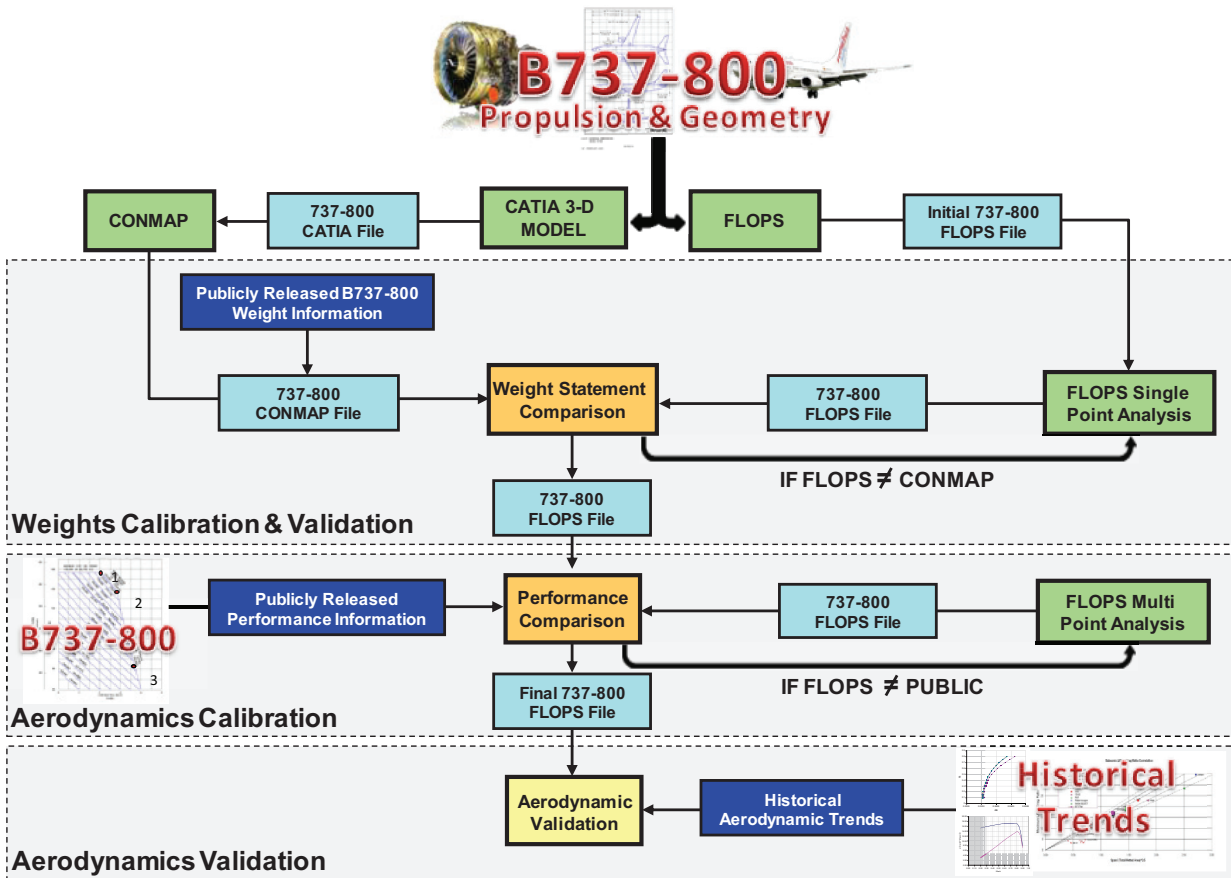 B737-800
Propulsion & Geometry
CONMAP
737-800
CATIA File
CATIA 3-D
MODEL
FLOPS
Initial 737-800
FLOPS File
Publicly Released B737-800
Weight Information
737-800
CONMAP File
Weight Statement
Comparison
737-800
FLOPS File
FLOPS Single
Point Analysis
IF FLOPS ≠ CONMAP
737-800
FLOPS File
Weights Calibration & Validation
1
2
3
B737-800
Publicly Released
Performance Information
Performance
Comparison
737-800
FLOPS File
FLOPS Multi
Point Analysis
IF FLOPS ≠ PUBLIC
Final 737-800
FLOPS File
Aerodynamics Calibration
Aerodynamic
Validation
Historical
Aerodynamic Trends
Historical
Trends
Aerodynamics Validation